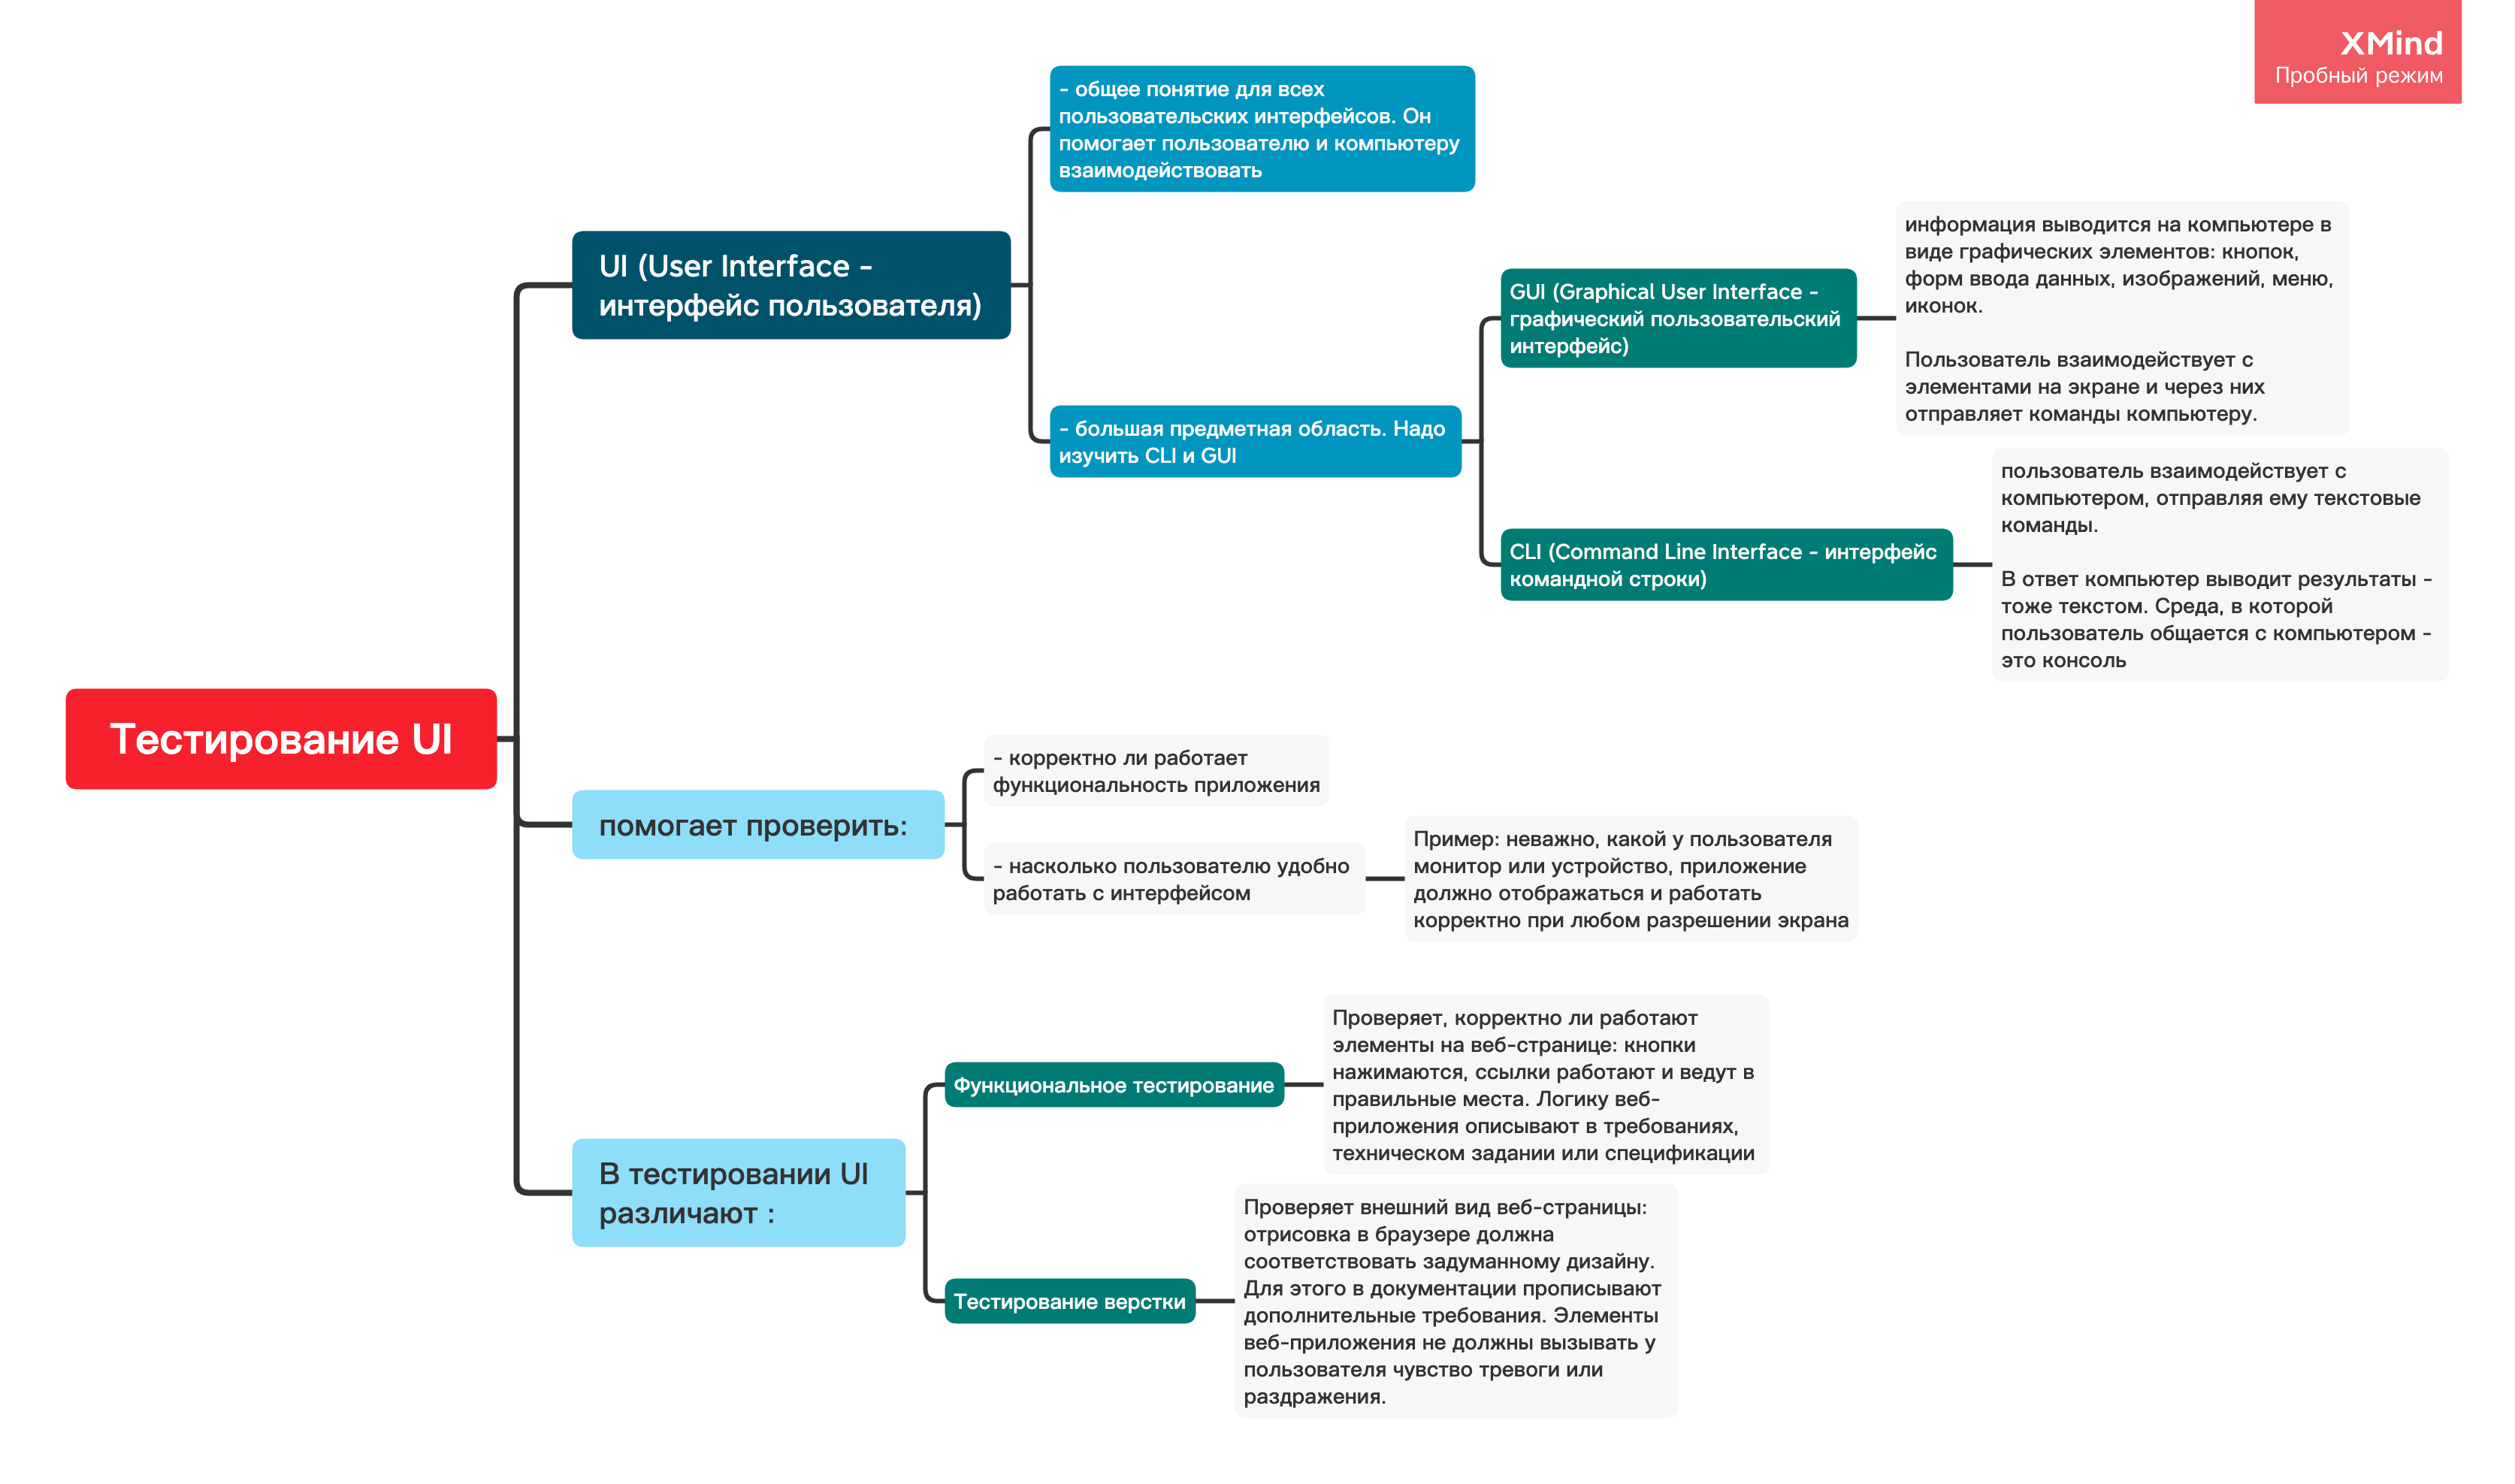 XMind
Пробный режим
Тестирование UI
UI (User Interface -
интерфейс пользователя)
- общее понятие для всех
пользовательских интерфейсов. Он
помогает пользователю и компьютеру
взаимодействовать
- большая предметная область. Надо
изучить CLI и GUI
GUI (Graphical User Interface -
графический пользовательский
интерфейс)
информация выводится на компьютере в
виде графических элементов: кнопок,
форм ввода данных, изображений, меню,
иконок.
Пользователь взаимодействует с
элементами на экране и через них
отправляет команды компьютеру.
CLI (Command Line Interface - интерфейс
командной строки)
пользователь взаимодействует с
компьютером, отправляя ему текстовые
команды.
В ответ компьютер выводит результаты -
тоже текстом. Среда, в которой
пользователь общается с компьютером -
это консоль
помогает проверить:
- корректно ли работает
функциональность приложения
- насколько пользователю удобно
работать с интерфейсом
Пример: неважно, какой у пользователя
монитор или устройство, приложение
должно отображаться и работать
корректно при любом разрешении экрана
В тестировании UI
различают :
Функциональное тестирование
Проверяет, корректно ли работают
элементы на веб-странице: кнопки
нажимаются, ссылки работают и ведут в
правильные места. Логику веб-
приложения описывают в требованиях,
техническом задании или спецификации
Тестирование верстки
Проверяет внешний вид веб-страницы:
отрисовка в браузере должна
соответствовать задуманному дизайну.
Для этого в документации прописывают
дополнительные требования. Элементы
веб-приложения не должны вызывать у
пользователя чувство тревоги или
раздражения.